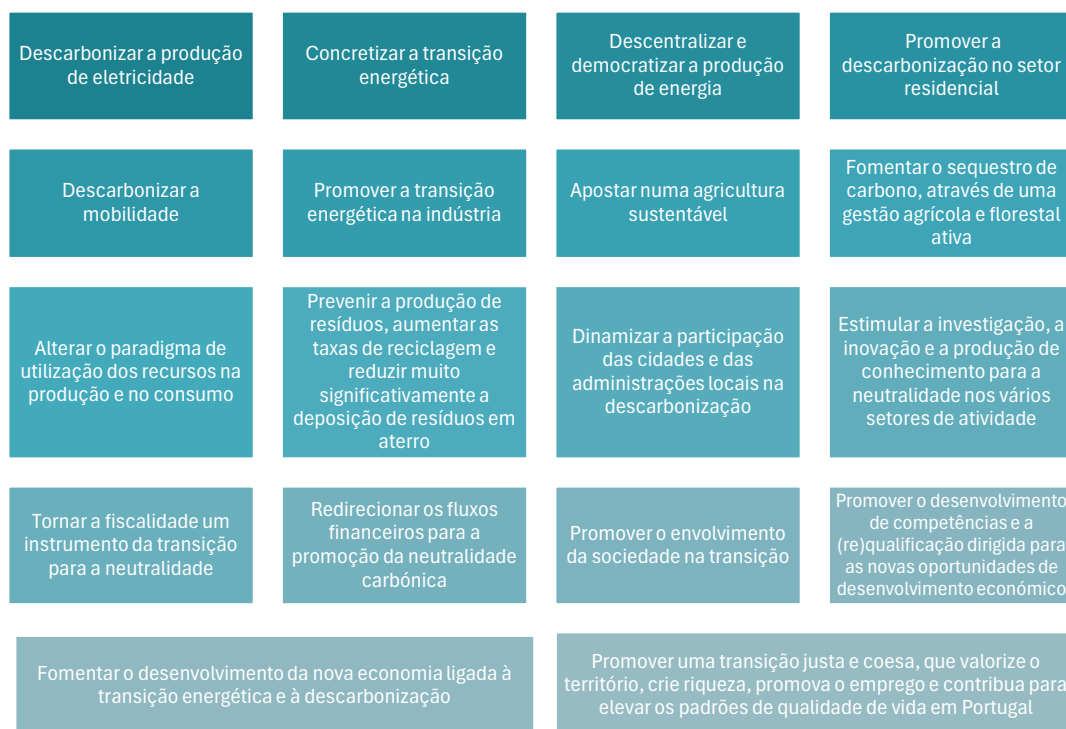 Descarbonizar a produção
de eletricidade
Concretizar a transição
energética
Descentralizar e
democratizar a produção
de energia
Promover a
descarbonização no setor
residencial
Descarbonizar a
mobilidade
Promover a transição
energética na indústria
Apostar numa agricultura
sustentável
Fomentar o sequestro de
carbono, através de uma
gestão agrícola e florestal
ativa
Alterar o paradigma de
utilização dos recursos na
produção e no consumo
Prevenir a produção de
resíduos, aumentar as
taxas de reciclagem e
reduzir muito
significativamente a
deposição de resíduos em
aterro
Dinamizar a participação
das cidades e das
administrações locais na
descarbonização
Estimular a investigação, a
inovação e a produção de
conhecimento para a
neutralidade nos vários
setores de atividade
Tornar a fiscalidade um
instrumento da transição
para a neutralidade
Redirecionar os fluxos
financeiros para a
promoção da neutralidade
carbónica
Promover o envolvimento
da sociedade na transição
Promover o desenvolvimento
de competências e a
(re)qualificação dirigida para
as novas oportunidades de
desenvolvimento económico
Fomentar o desenvolvimento da nova economia ligada à
transição energética e à descarbonização
Promover uma transição justa e coesa, que valorize o
território, crie riqueza, promova o emprego e contribua para
elevar os padrões de qualidade de vida em Portugal